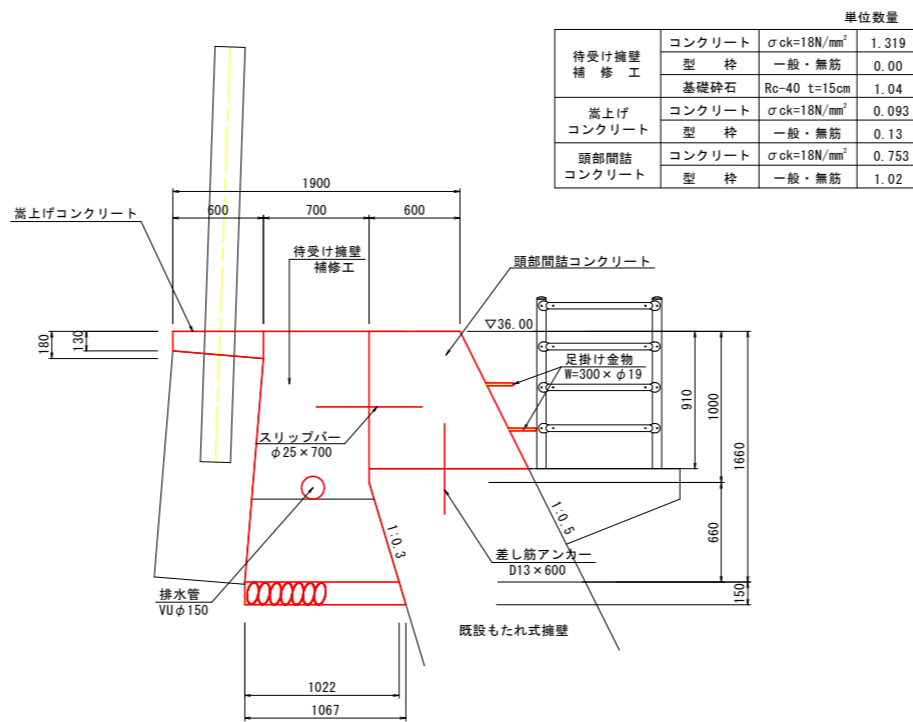 単位数量
待受け擁壁
補 修 工
コンクリート σck=18N/mm² 1.319
型 枠 一般・無筋 0.00
基礎砕石 Rc-40 t=15cm 1.04
嵩上げ
コンクリート
コンクリート σck=18N/mm² 0.093
型 枠 一般・無筋 0.13
頭部間詰
コンクリート
コンクリート σck=18N/mm² 0.753
型 枠 一般・無筋 1.02
1900
600 700 600
嵩上げコンクリート
待受け擁壁
補修工
頭部間詰コンクリート
▽36.00
180
130
足掛け金物
W=300×φ19
910
1000
1660
スリップバー
φ25×700
1:0.3
1:0.5
660
差し筋アンカー
D13×600
排水管
VUφ150
150
既設もたれ式擁壁
1022
1067